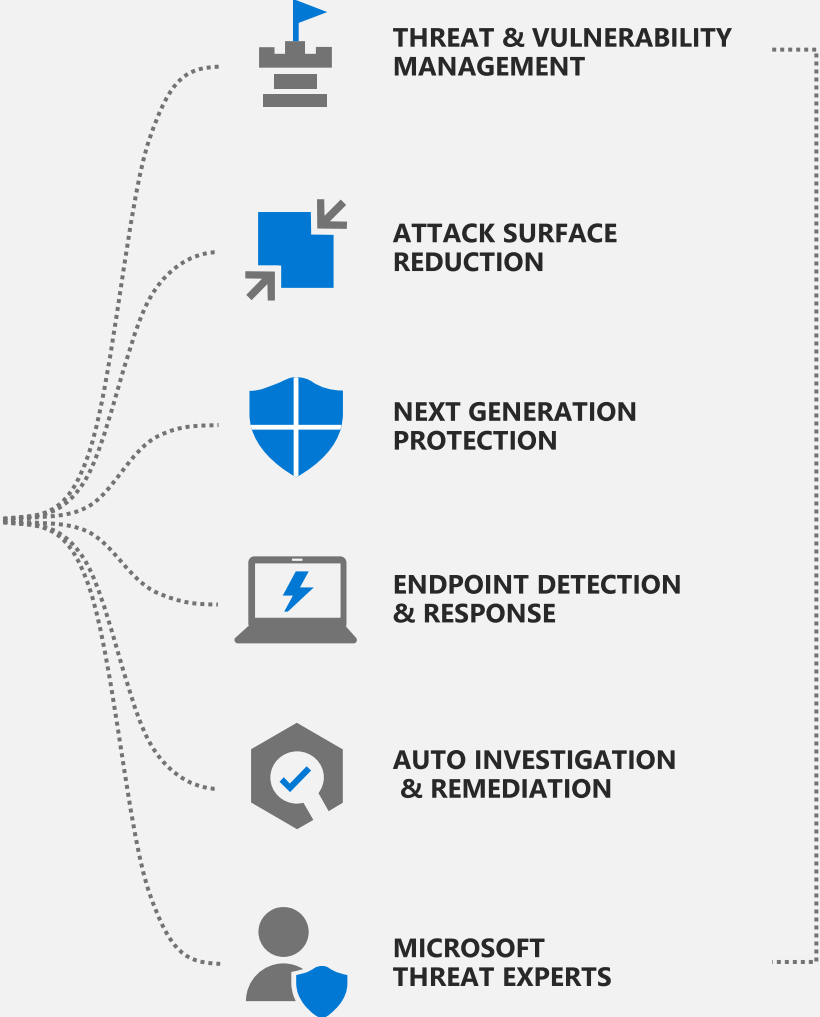 THREAT & VULNERABILITY
MANAGEMENT
ATTACK SURFACE
REDUCTION
NEXT GENERATION
PROTECTION
ENDPOINT DETECTION
& RESPONSE
AUTO INVESTIGATION
& REMEDIATION
MICROSOFT
THREAT EXPERTS